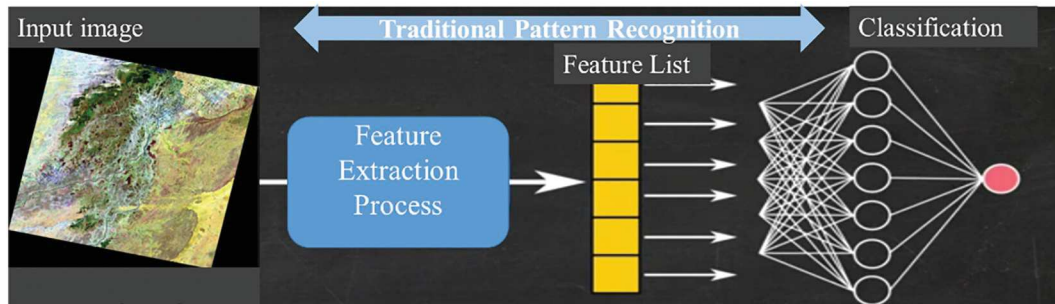 Input image
Traditional Pattern Recognition
Classification
Feature List
Feature
Extraction
Process